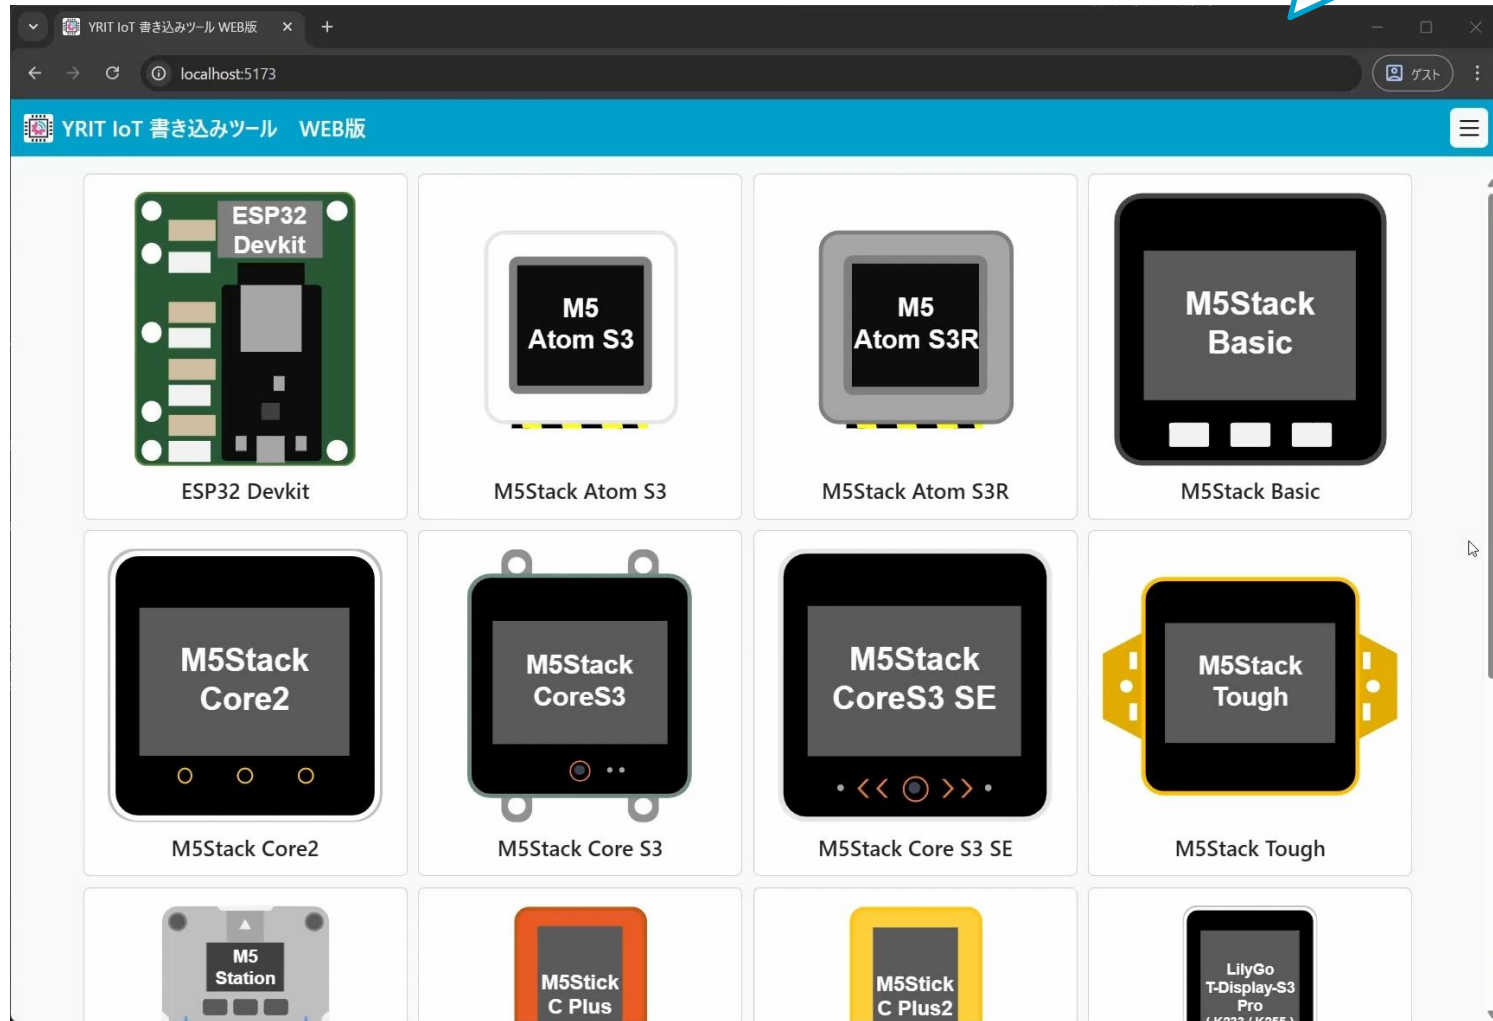 YRIT IoT 書き込みツール WEB版
localhost:5173
ゲスト
YRIT IoT 書き込みツール　WEB版
ESP32
Devkit
ESP32 Devkit
M5
Atom S3
M5Stack Atom S3
M5
Atom S3R
M5Stack Atom S3R
M5Stack
Basic
M5Stack Basic
M5Stack
Core2
M5Stack Core2
M5Stack
CoreS3
M5Stack Core S3
M5Stack
CoreS3 SE
M5Stack Core S3 SE
M5Stack
Tough
M5Stack Tough
M5
Station
M5Stick
C Plus
M5Stick
C Plus2
LilyGo
T-Display-S3
Pro